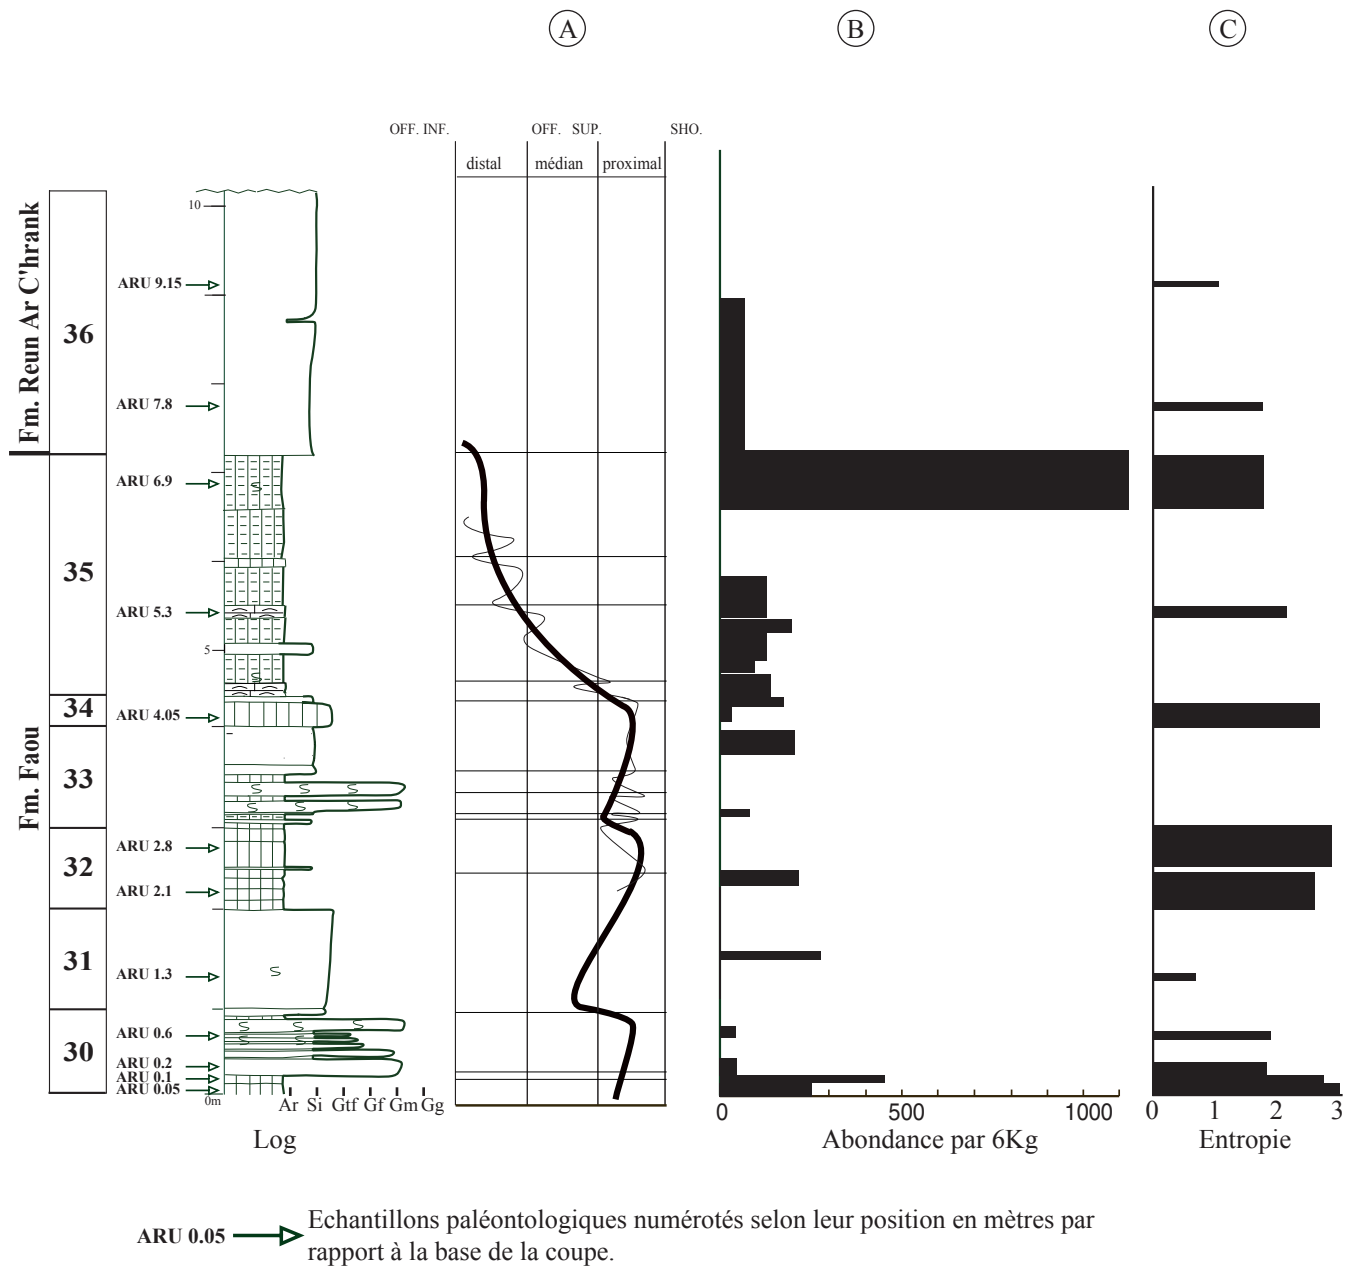 A B C
OFF. INF. OFF. SUP. SHO.
distal médian proximal
Fm. Reun Ar C'hrank
Fm. Faou
36
35
34
33
32
31
30
10
ARU 9.15
ARU 7.8
ARU 6.9
ARU 5.3
5
ARU 4.05
ARU 2.8
ARU 2.1
ARU 1.3
ARU 0.6
ARU 0.2
ARU 0.1
ARU 0.05
0m
Ar Si Gtf Gf Gm Gg
0 500 1000
0 1 2 3
Log
Abondance par 6Kg
Entropie
ARU 0.05
Echantillons paléontologiques numérotés selon leur position en mètres par
rapport à la base de la coupe.